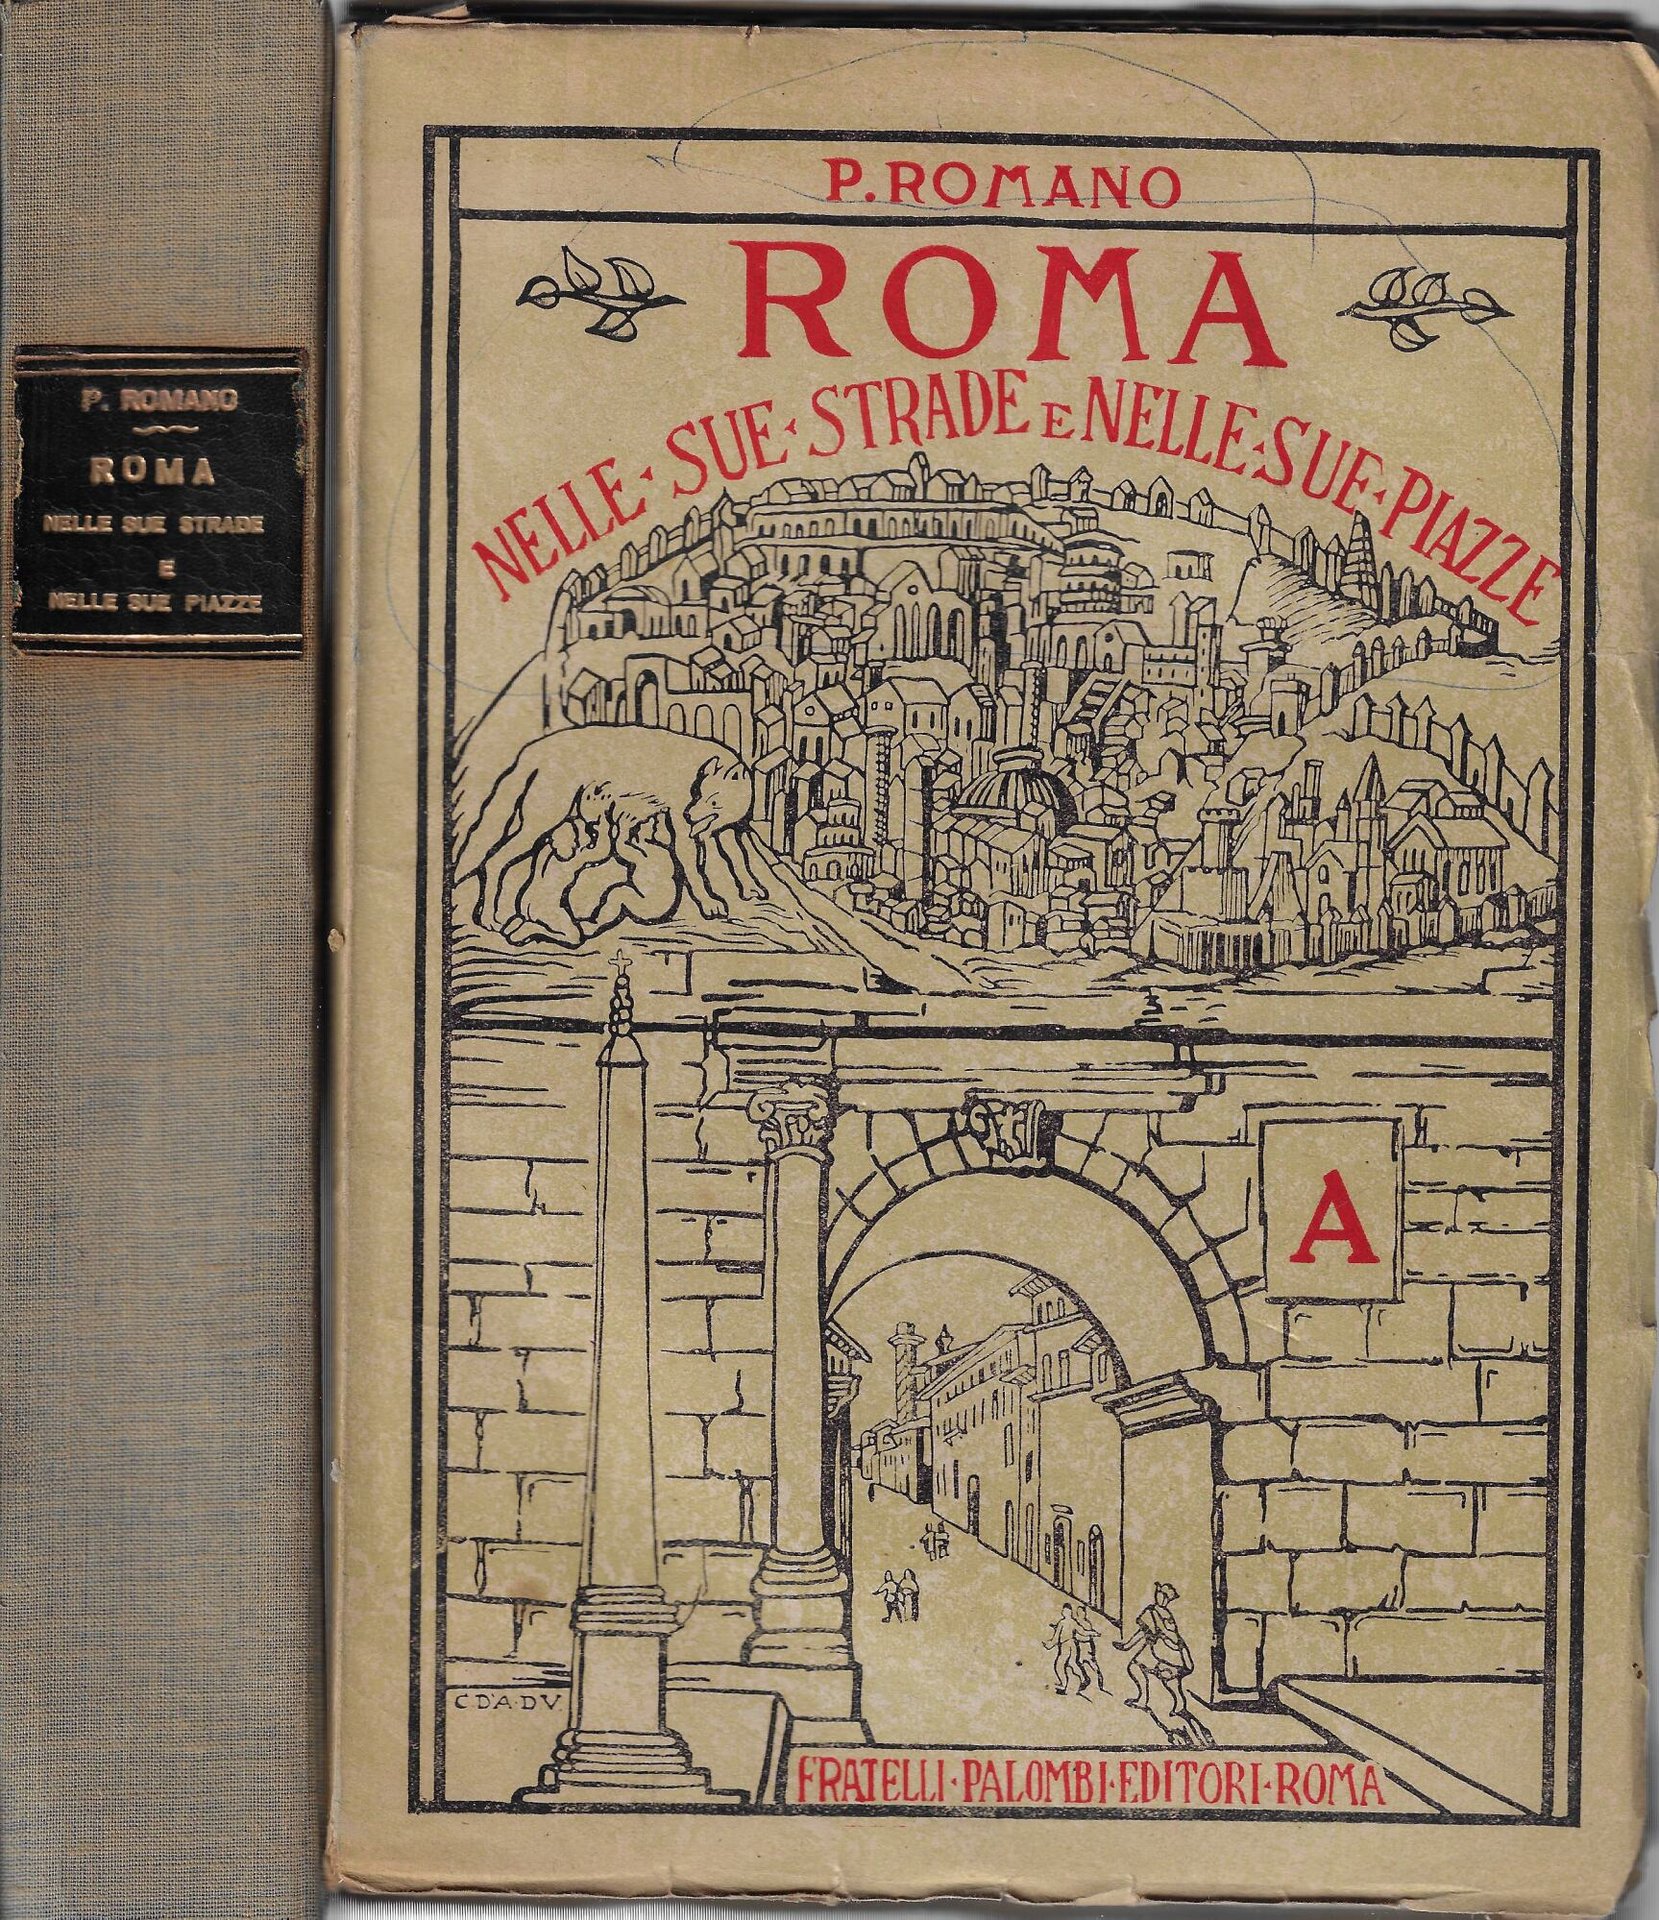 P. ROMANO
ROMA
NELLE SUE STRADE
E
NELLE SUE PIAZZE
P. ROMANO
ROMA
NELLE · SUE · STRADE E NELLE · SUE · PIAZZE
A
C D'A · D V.
FRATELLI · PALOMBI · EDITORI · ROMA